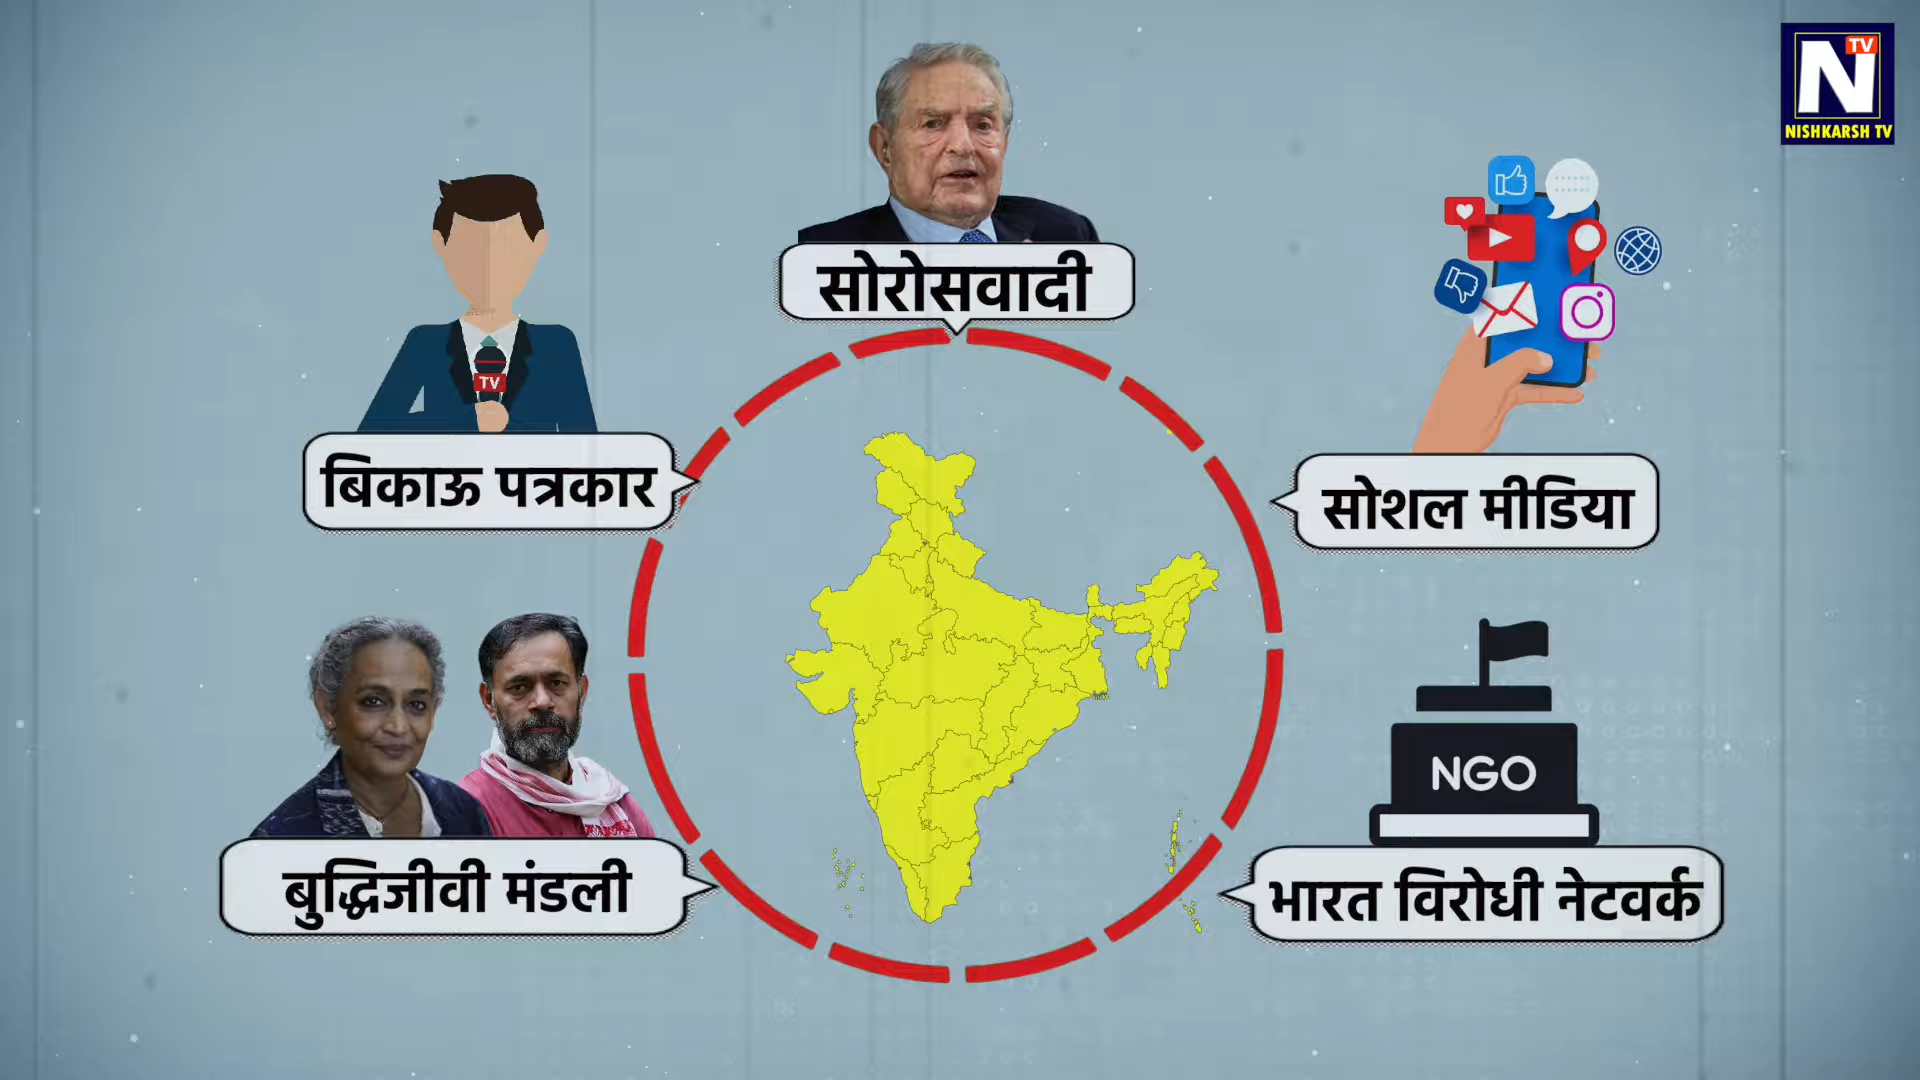 TV
N
NISHKARSH TV
सोरोसवादी
TV
बिकाऊ पत्रकार
सोशल मीडिया
बुद्धिजीवी मंडली
NGO
भारत विरोधी नेटवर्क